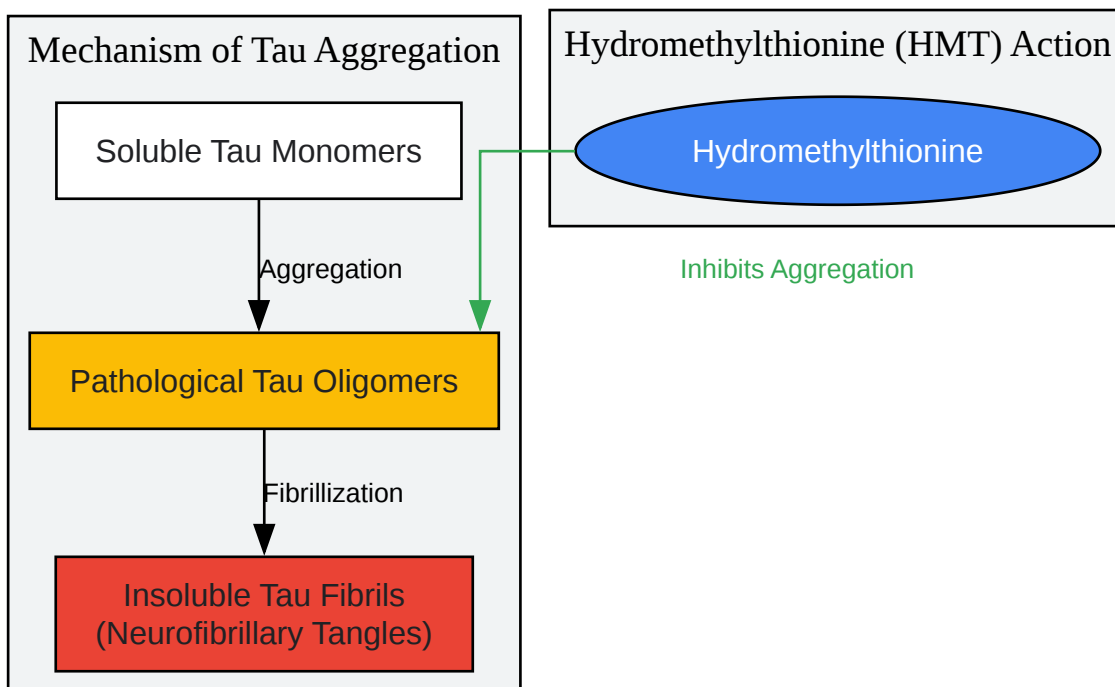 Mechanism of Tau Aggregation
Soluble Tau Monomers
Aggregation
Pathological Tau Oligomers
Fibrillization
Insoluble Tau Fibrils
(Neurofibrillary Tangles)
Hydromethylthionine (HMT) Action
Hydromethylthionine
Inhibits Aggregation